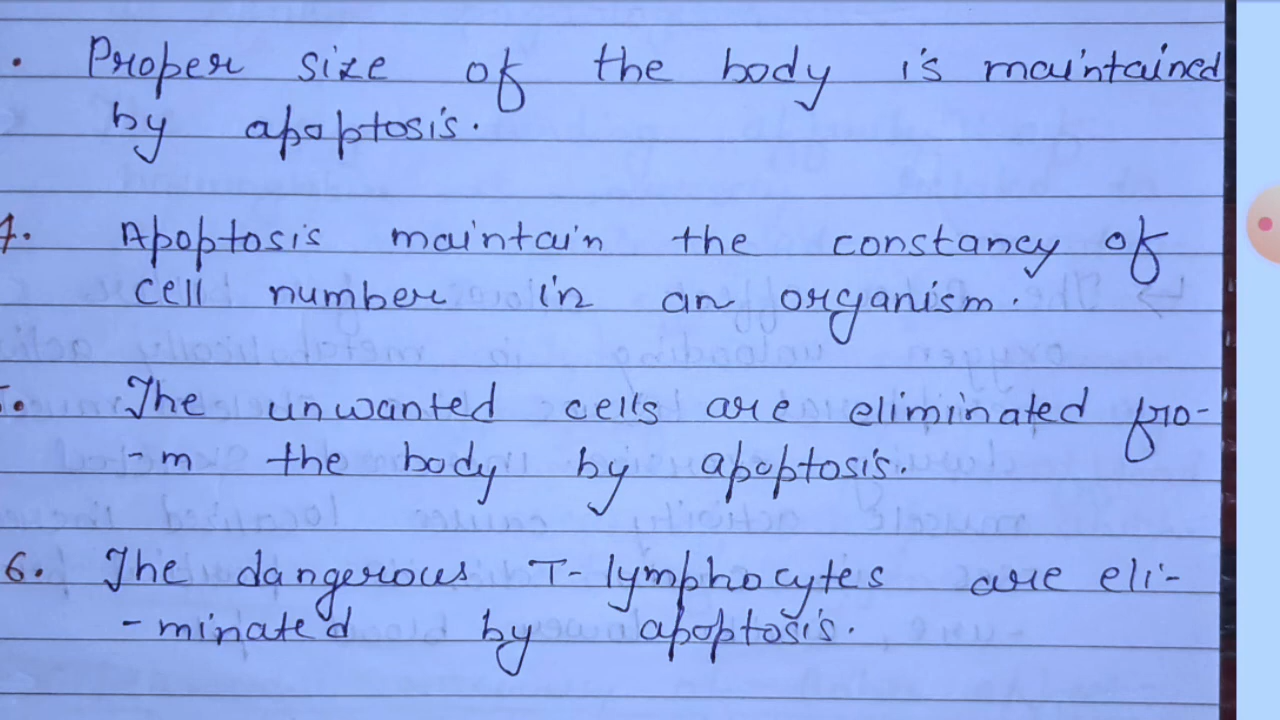 . Proper size of the body is maintained
by apoptosis.
4. Apoptosis maintain the constancy of
cell number in an organism.
5. The unwanted cells are eliminated fro-
-m the body by apoptosis.
6. The dangerous T-lymphocytes are eli-
-minated by apoptosis.